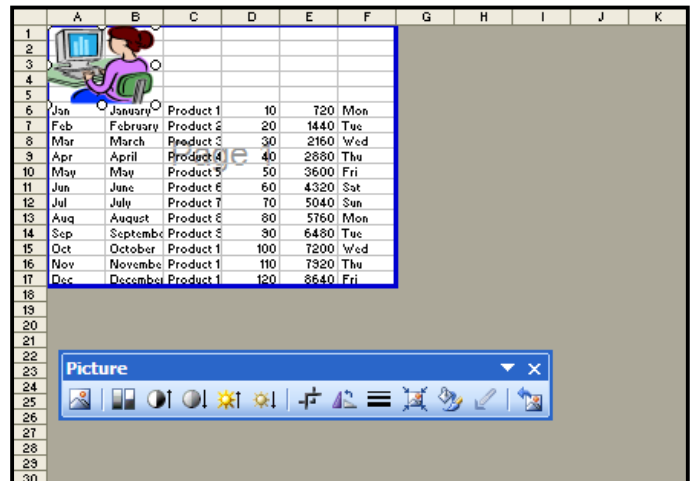 A B C D E F G H I J K
1
2
3
4
5
6 Jan January Product 1 10 720 Mon
7 Feb February Product 2 20 1440 Tue
8 Mar March Product 3 30 2160 Wed
Page 1
9 Apr April Product 4 40 2880 Thu
10 May May Product 5 50 3600 Fri
11 Jun June Product 6 60 4320 Sat
12 Jul July Product 7 70 5040 Sun
13 Aug August Product 8 80 5760 Mon
14 Sep Septembe Product 9 90 6480 Tue
15 Oct October Product 1 100 7200 Wed
16 Nov Novembe Product 1 110 7920 Thu
17 Dec December Product 1 120 8640 Fri
18
19
20
21
22
23
Picture
24
25
26
27
28
29
30